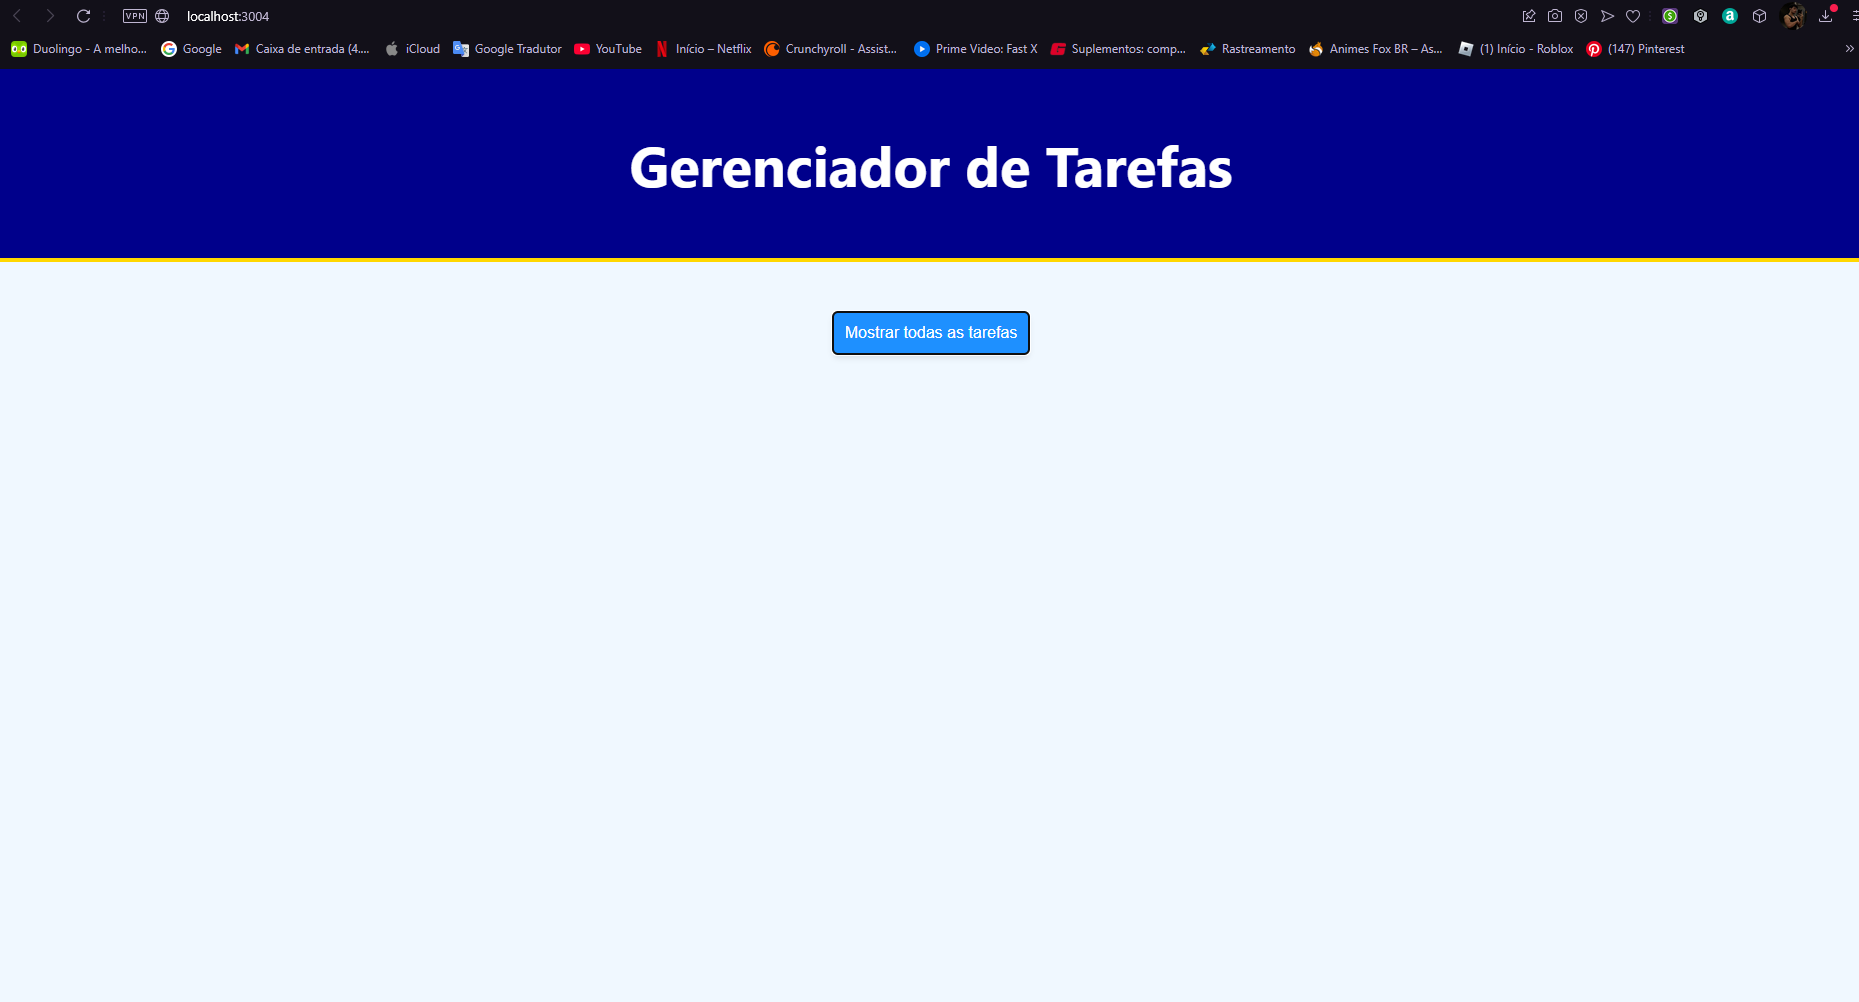 VPN localhost:3004
Duolingo - A melho... Google Caixa de entrada (4.... iCloud Google Tradutor YouTube Início – Netflix Crunchyroll - Assist... Prime Video: Fast X Suplementos: comp... Rastreamento Animes Fox BR – As... (1) Início - Roblox (147) Pinterest »
Gerenciador de Tarefas
Mostrar todas as tarefas